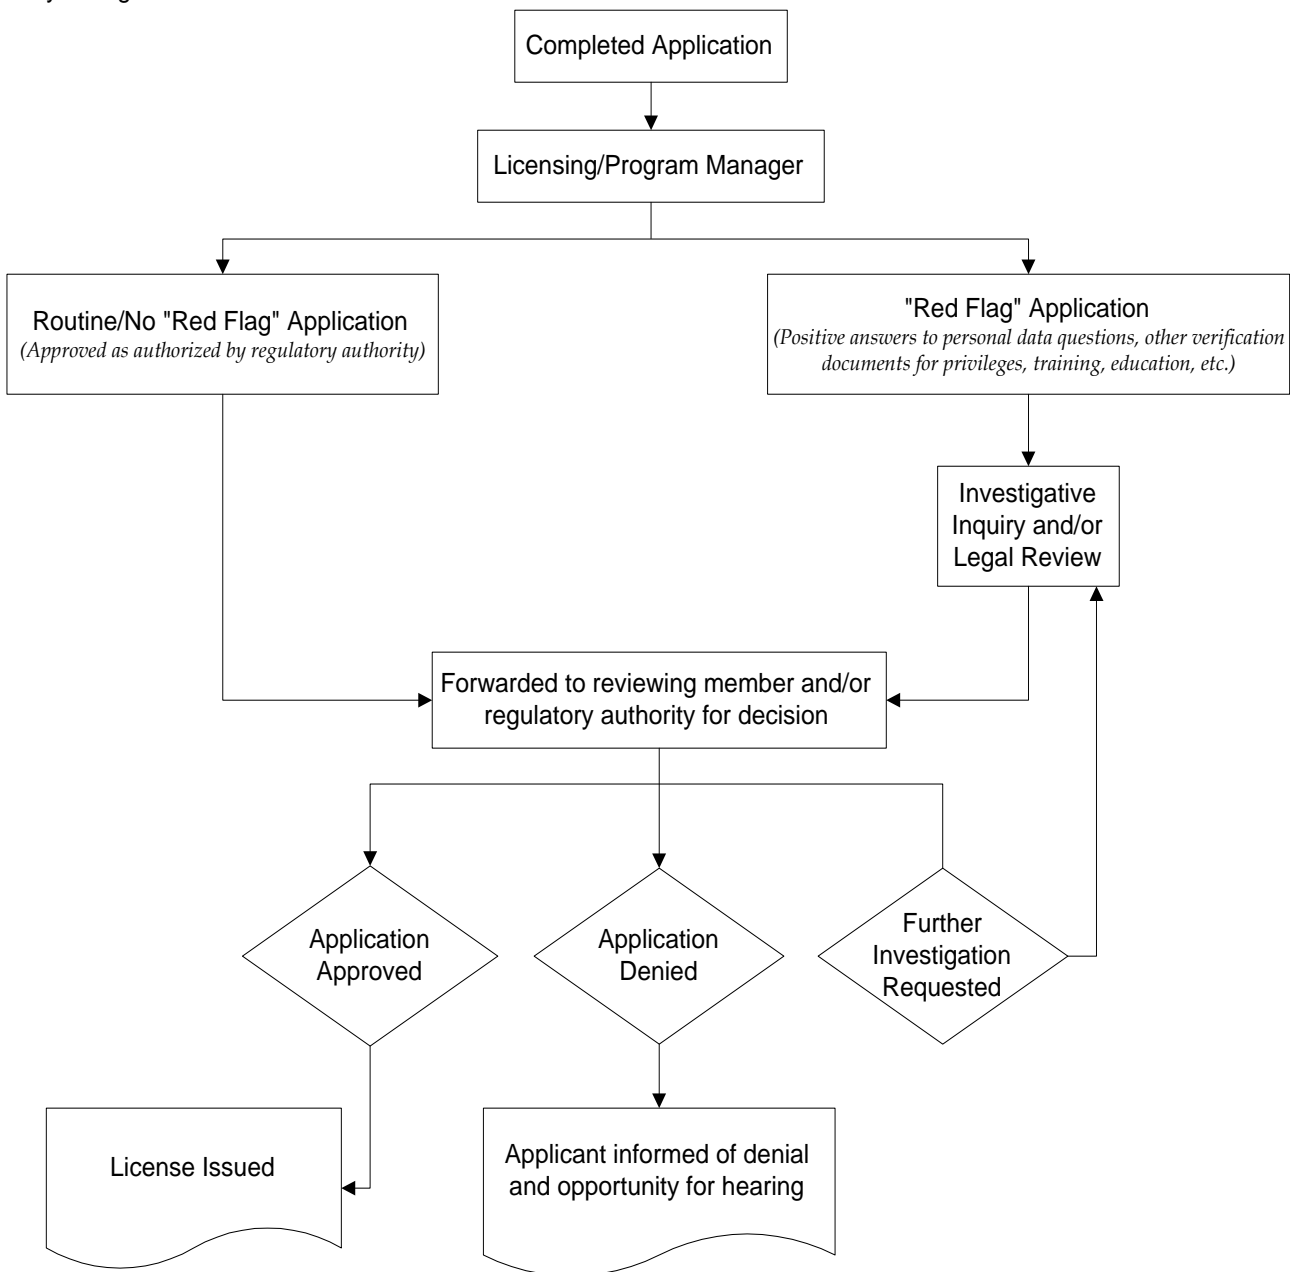 Completed Application
Licensing/Program Manager
Routine/No "Red Flag" Application
(Approved as authorized by regulatory authority)
"Red Flag" Application
(Positive answers to personal data questions, other verification
documents for privileges, training, education, etc.)
Investigative
Inquiry and/or
Legal Review
Forwarded to reviewing member and/or
regulatory authority for decision
Application
Approved
Application
Denied
Further
Investigation
Requested
License Issued
Applicant informed of denial
and opportunity for hearing